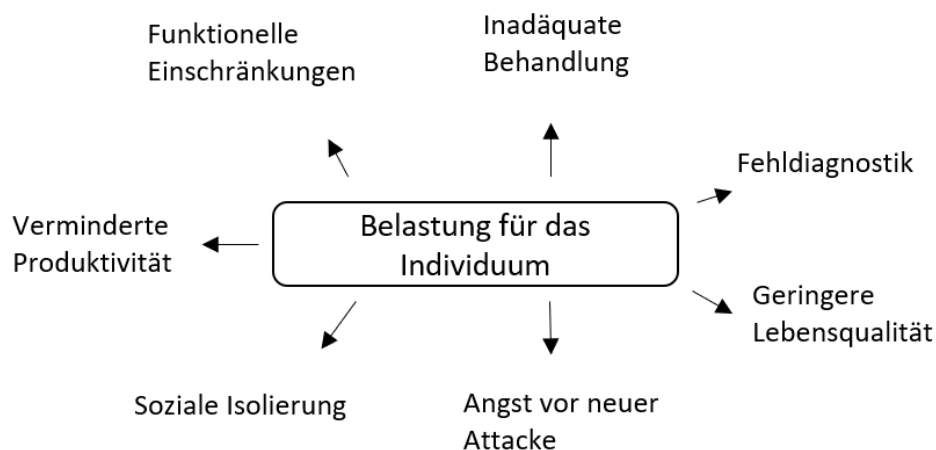 Funktionelle
Einschränkungen
Inadäquate
Behandlung
Fehldiagnostik
Verminderte
Produktivität
Belastung für das
Individuum
Geringere
Lebensqualität
Soziale Isolierung
Angst vor neuer
Attacke